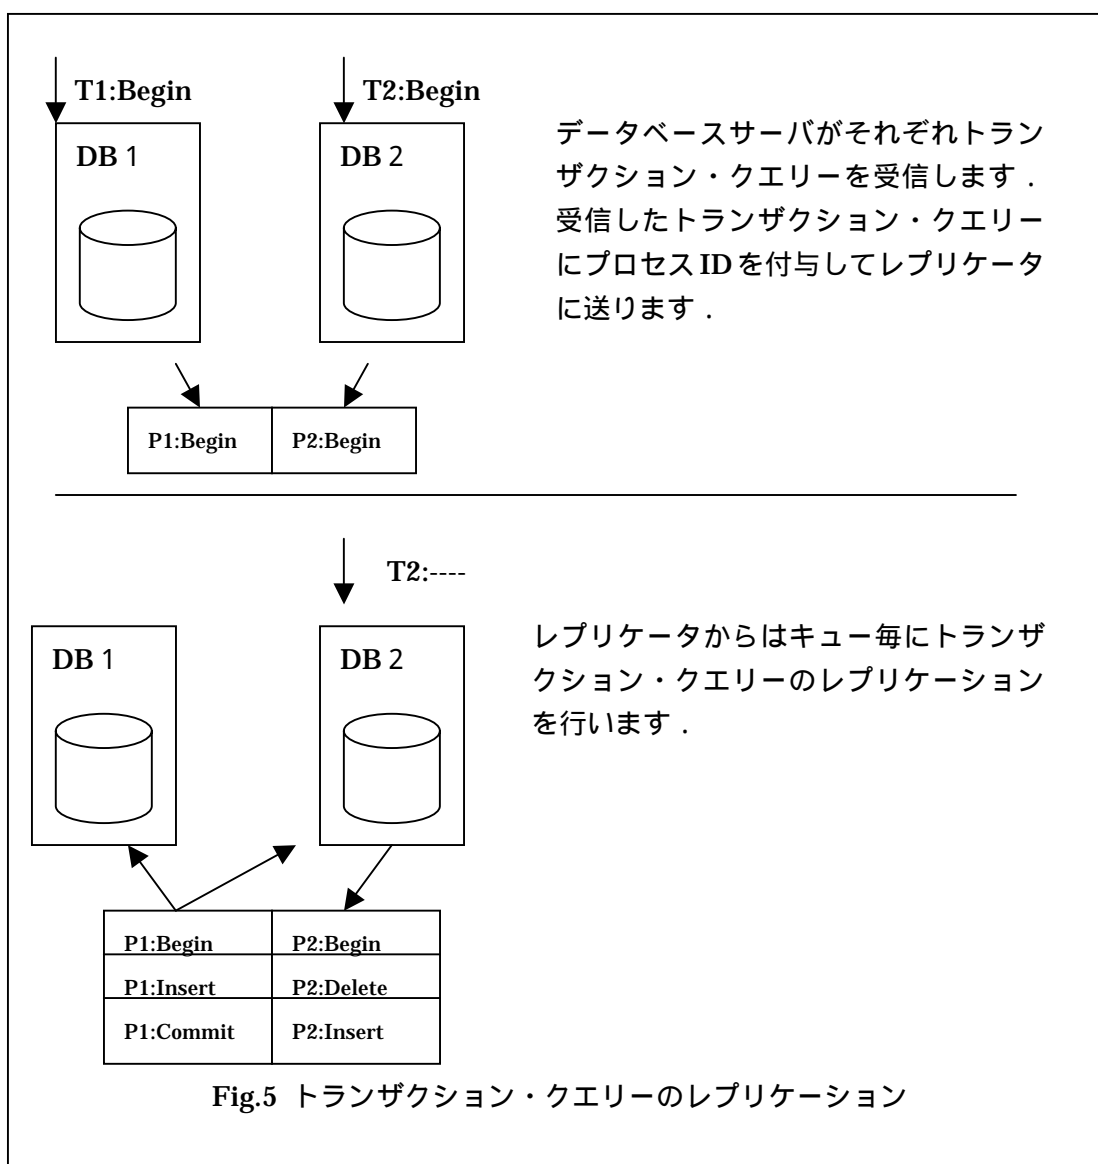 T1:Begin
T2:Begin
DB 1
DB 2
データベースサーバがそれぞれトラン
ザクション・クエリーを受信します．
受信したトランザクション・クエリー
にプロセス ID を付与してレプリケータ
に送ります．
P1:Begin
P2:Begin
T2:----
DB 1
DB 2
レプリケータからはキュー毎にトランザ
クション・クエリーのレプリケーション
を行います．
P1:Begin
P2:Begin
P1:Insert
P2:Delete
P1:Commit
P2:Insert
Fig.5 トランザクション・クエリーのレプリケーション